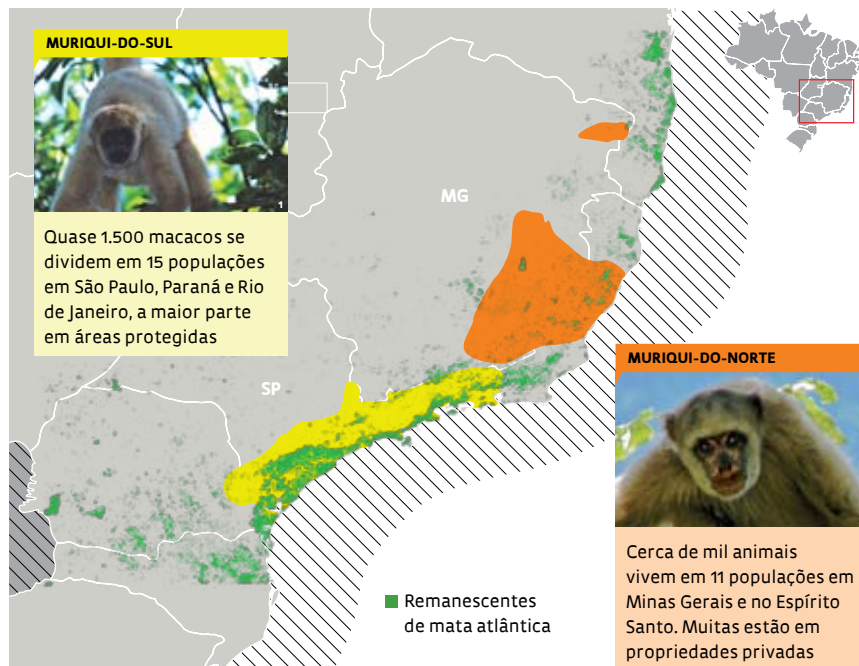 MURIQUI-DO-SUL
1
Quase 1.500 macacos se
dividem em 15 populações
em São Paulo, Paraná e Rio
de Janeiro, a maior parte
em áreas protegidas
MG
SP
MURIQUI-DO-NORTE
Cerca de mil animais
vivem em 11 populações em
Minas Gerais e no Espírito
Santo. Muitas estão em
propriedades privadas
Remanescentes
de mata atlântica